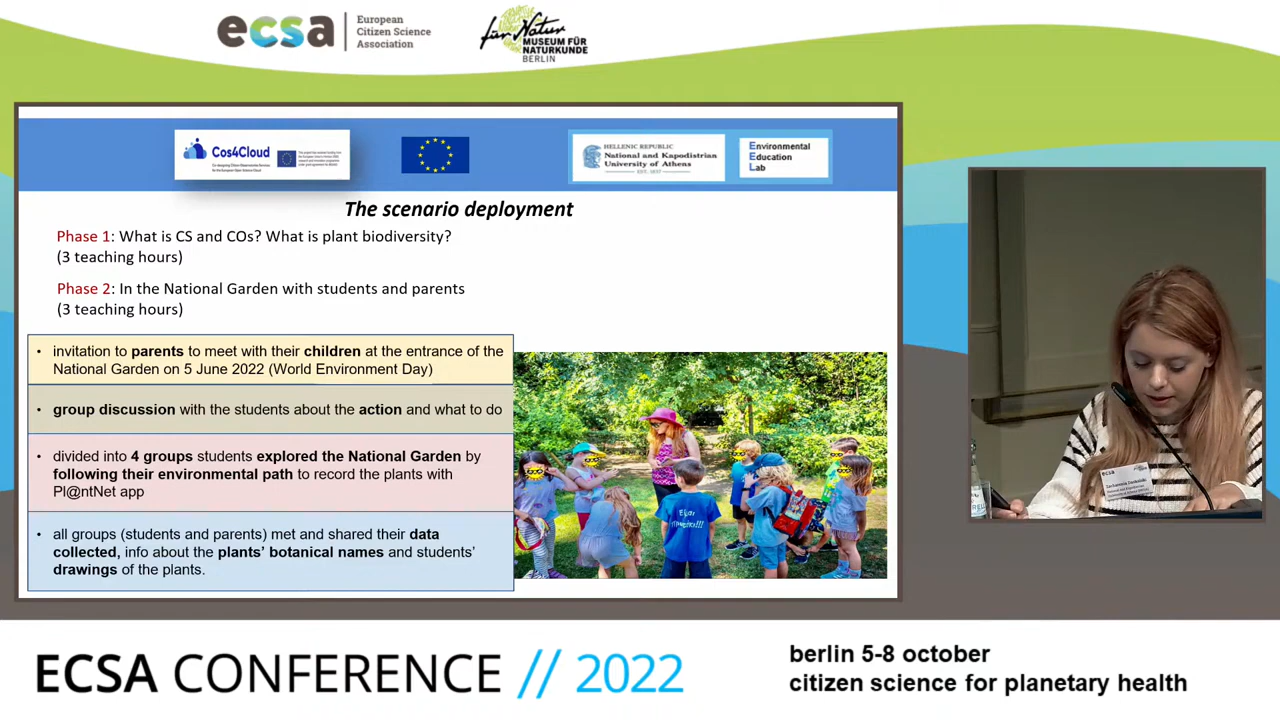 ecsa
European
Citizen Science
Association
für Natur
MUSEUM FÜR
NATURKUNDE
BERLIN
Cos4Cloud
HELLENIC REPUBLIC
National and Kapodistrian
University of Athens
EST. 1837
Environmental
Education
Lab
The scenario deployment
Phase 1: What is CS and COs? What is plant biodiversity?
(3 teaching hours)
Phase 2: In the National Garden with students and parents
(3 teaching hours)
• invitation to parents to meet with their children at the entrance of the
National Garden on 5 June 2022 (World Environment Day)
• group discussion with the students about the action and what to do
• divided into 4 groups students explored the National Garden by
following their environmental path to record the plants with
Pl@ntNet app
• all groups (students and parents) met and shared their data
collected, info about the plants' botanical names and students'
drawings of the plants.
ECSA CONFERENCE // 2022
berlin 5-8 october
citizen science for planetary health